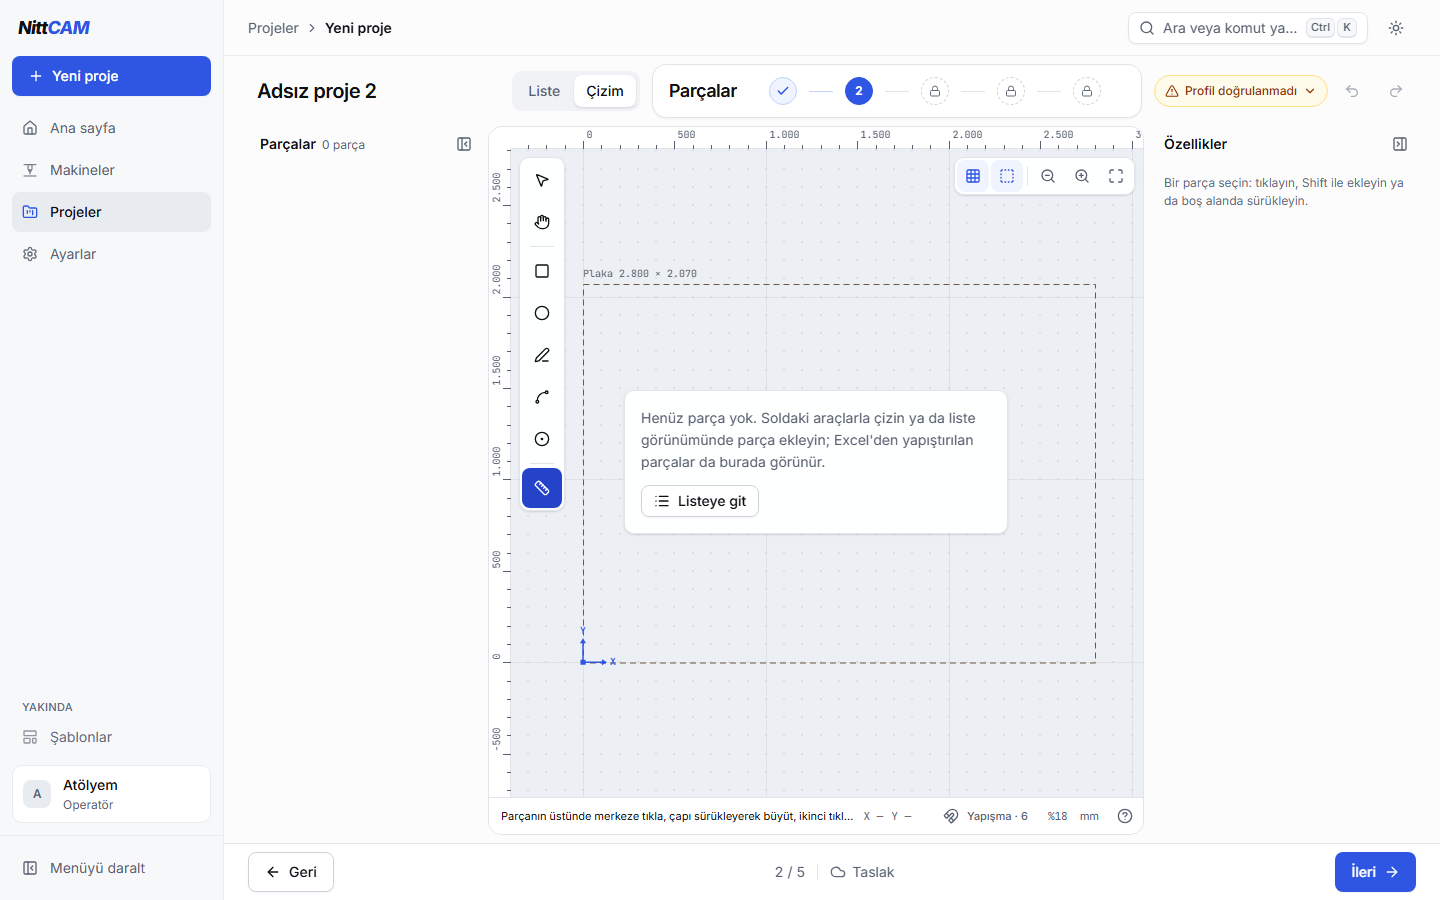 NittCAM
Projeler
Yeni proje
Ara veya komut ya...
Ctrl
K
Yeni proje
Ana sayfa
Makineler
Projeler
Ayarlar
Adsız proje 2
Liste
Çizim
Parçalar
2
Profil doğrulanmadı
Parçalar 0 parça
0
500
1.000
1.500
2.000
2.500
3
2.500
2.000
1.500
1.000
500
0
-500
Plaka 2.800 × 2.070
Henüz parça yok. Soldaki araçlarla çizin ya da liste
görünümünde parça ekleyin; Excel'den yapıştırılan
parçalar da burada görünür.
Listeye git
Y
X
Özellikler
Bir parça seçin: tıklayın, Shift ile ekleyin ya
da boş alanda sürükleyin.
YAKINDA
Şablonlar
A
Atölyem
Operatör
Menüyü daralt
Parçanın üstünde merkeze tıkla, çapı sürükleyerek büyüt, ikinci tıkl...
X — Y —
Yapışma · 6
%18
mm
Geri
2 / 5
Taslak
İleri